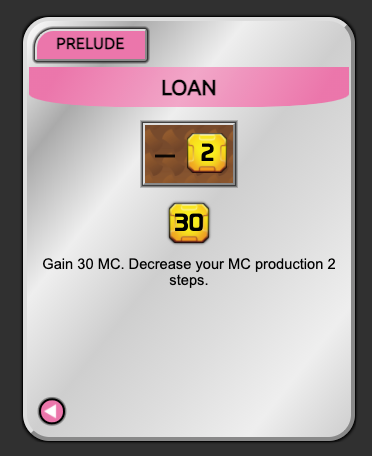 PRELUDE
LOAN
– 2
30
Gain 30 MC. Decrease your MC production 2
steps.